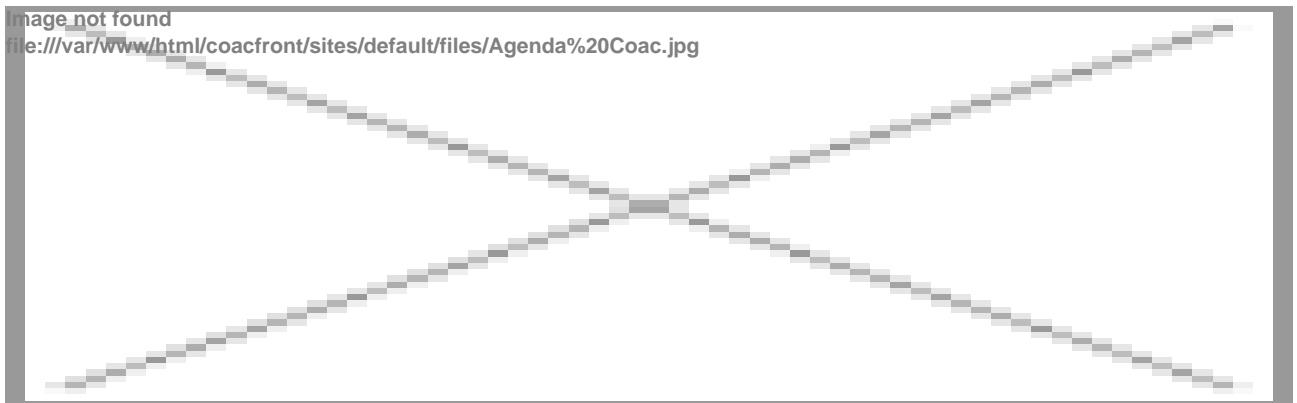 Image not found
file:///var/www/html/coacfront/sites/default/files/Agenda%20Coac.jpg